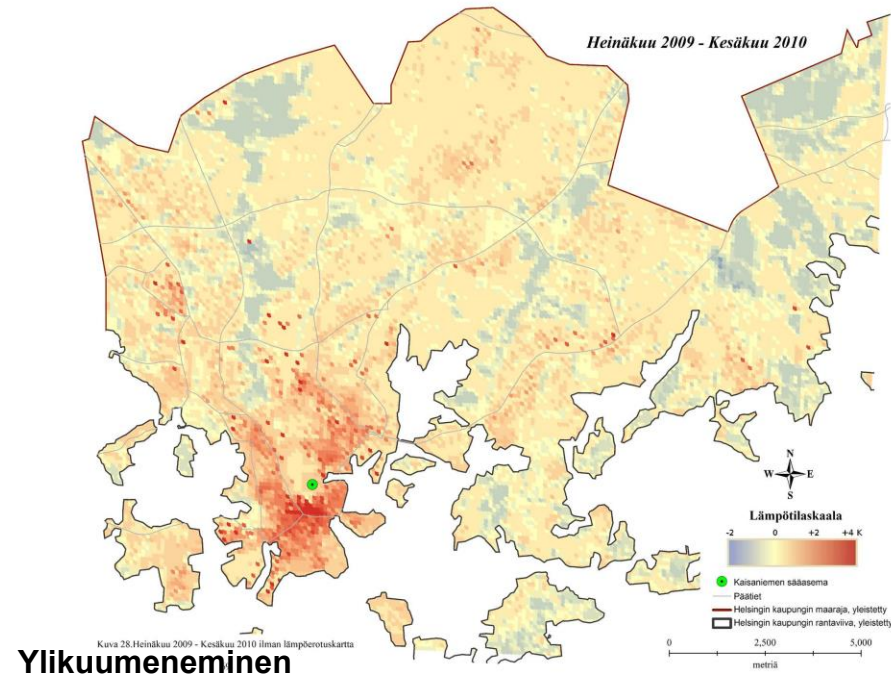 Heinäkuu 2009 - Kesäkuu 2010
N
W E
S
Lämpötilaskaala
-2 0 +2 +4 K
Kaisaniemen sääasema
Päätiet
Helsingin kaupungin maaraja, yleistetty
Helsingin kaupungin rantaviiva, yleistetty
Kuva 28.Heinäkuu 2009 - Kesäkuu 2010 ilman lämpöerotuskartta
0 2,500 5,000
metriä
Ylikuumeneminen